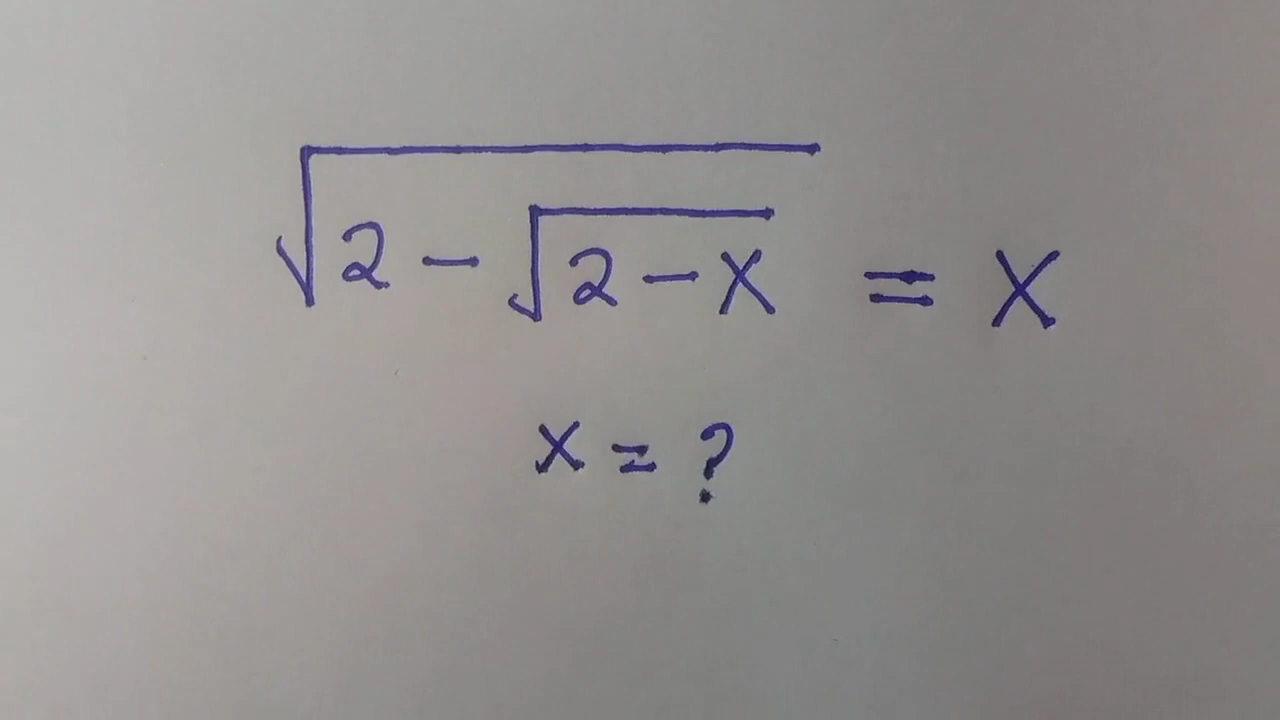 √(2 - √(2 - x)) = x
x = ?